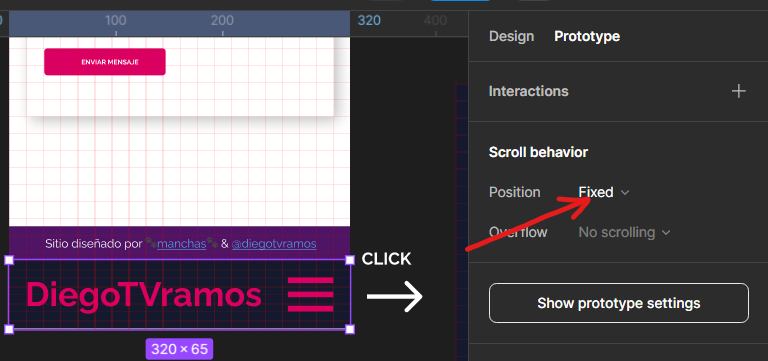 0 100 200 320 400
Design Prototype
ENVIAR MENSAJE
Interactions
Scroll behavior
Position Fixed
Overflow No scrolling
Sitio diseñado por 🐾manchas🐾 & @diegotvramos
CLICK
DiegoTVramos
Show prototype settings
320 × 65